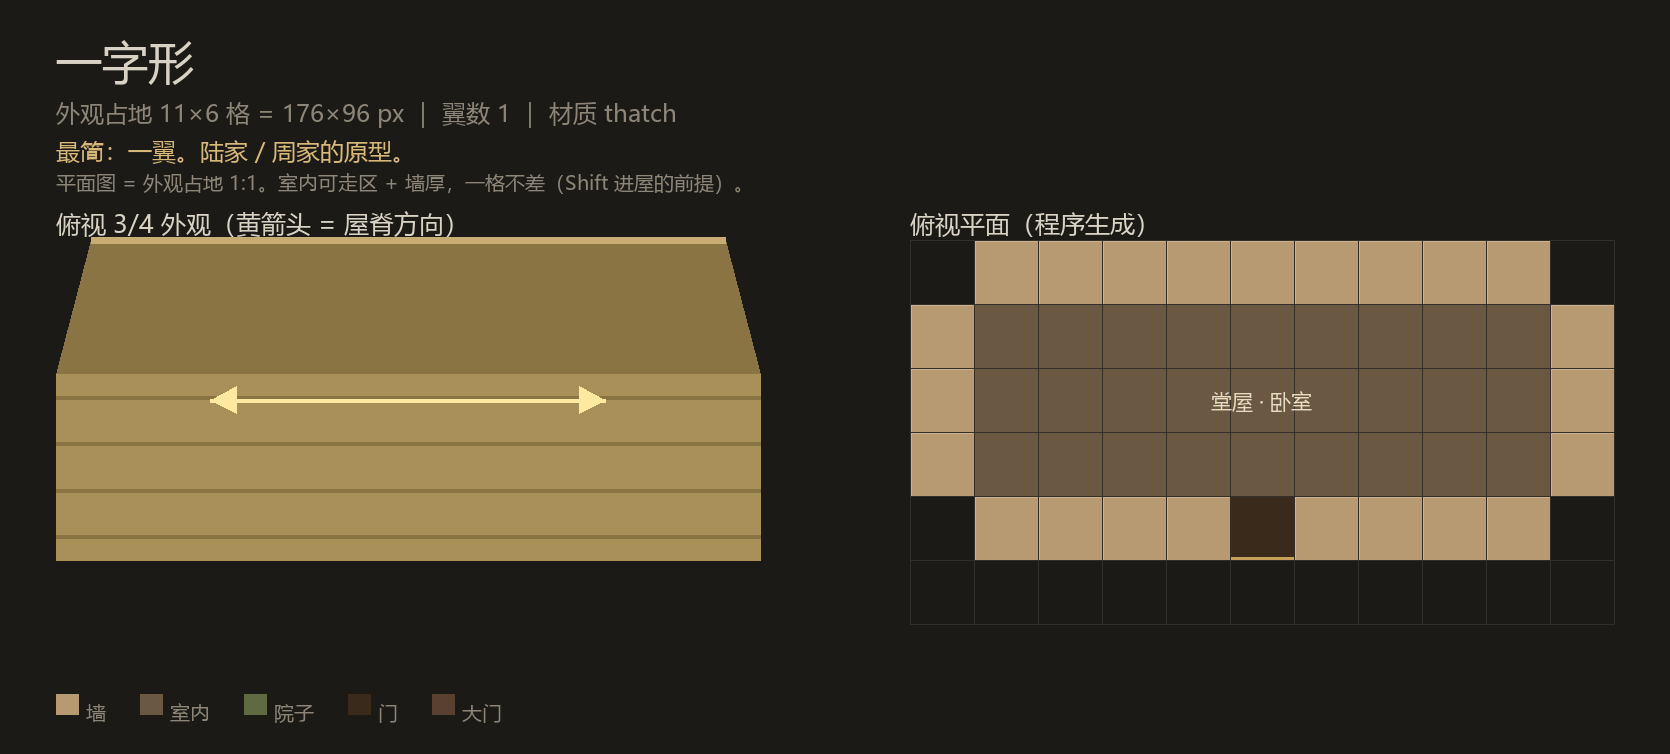 一字形
外观占地 11×6 格 = 176×96 px ｜ 翼数 1 ｜ 材质 thatch
最简：一翼。陆家 / 周家的原型。
平面图 = 外观占地 1:1。室内可走区 + 墙厚，一格不差（Shift 进屋的前提）。
俯视 3/4 外观（黄箭头 = 屋脊方向）
俯视平面（程序生成）
堂屋 · 卧室
墙
室内
院子
门
大门